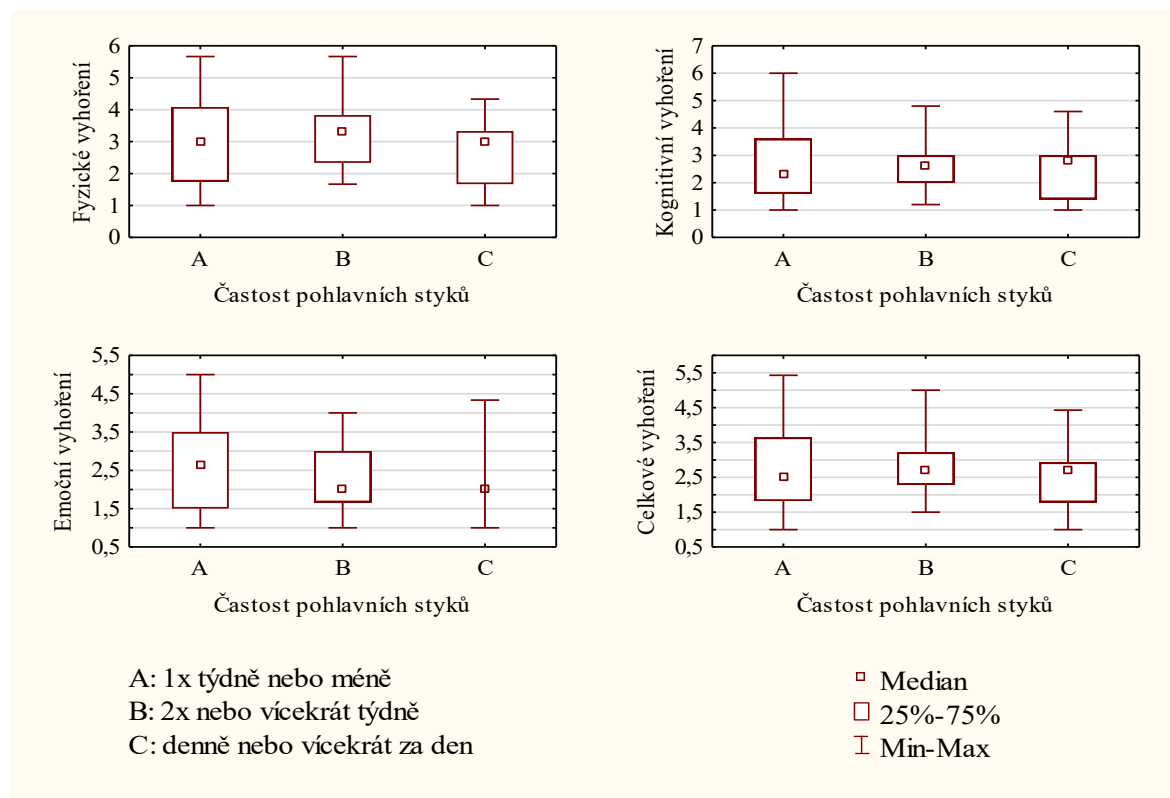 6
5
4
3
2
1
0
Fyzické vyhoření
A B C
Častost pohlavních styků
7
6
5
4
3
2
1
0
Kognitivní vyhoření
A B C
Častost pohlavních styků
5,5
4,5
3,5
2,5
1,5
0,5
Emoční vyhoření
A B C
Častost pohlavních styků
5,5
4,5
3,5
2,5
1,5
0,5
Celkové vyhoření
A B C
Častost pohlavních styků
A: 1x týdně nebo méně
B: 2x nebo vícekrát týdně
C: denně nebo vícekrát za den
Median
25%-75%
Min-Max